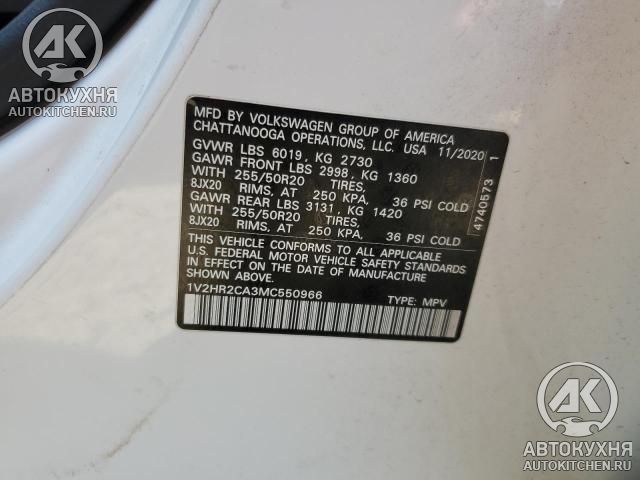 AK
АВТОКУХНЯ
AUTOKITCHEN.RU
MFD BY VOLKSWAGEN GROUP OF AMERICA
CHATTANOOGA OPERATIONS, LLC. USA 11/2020
GVWR LBS 6019, KG 2730
GAWR FRONT LBS 2998, KG 1360
WITH 255/50R20 TIRES,
8JX20 RIMS, AT 250 KPA, 36 PSI COLD
GAWR REAR LBS 3131, KG 1420
WITH 255/50R20 TIRES,
8JX20 RIMS, AT 250 KPA, 36 PSI COLD
THIS VEHICLE CONFORMS TO ALL APPLICABLE
U.S. FEDERAL MOTOR VEHICLE SAFETY STANDARDS
IN EFFECT ON THE DATE OF MANUFACTURE
1V2HR2CA3MC550966 TYPE: MPV
4740573 1
AK
АВТОКУХНЯ
AUTOKITCHEN.RU